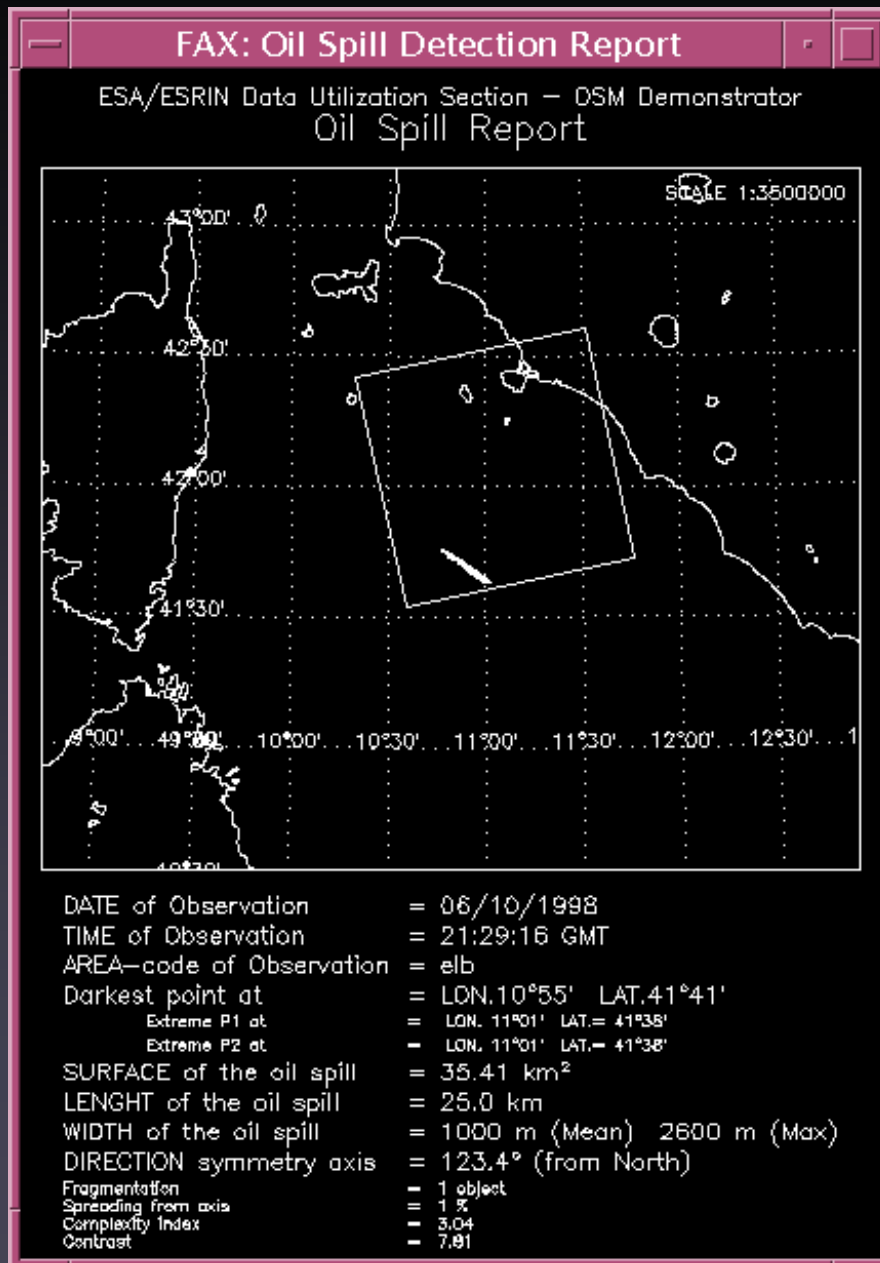 FAX: Oil Spill Detection Report
ESA/ESRIN Data Utilization Section – OSM Demonstrator
Oil Spill Report
SCALE 1:3500000
43°00'
42°30'
42°00'
41°30'
9°00' 10°00' 10°30' 11°00' 11°30' 12°00' 12°30' 1
DATE of Observation = 06/10/1998
TIME of Observation = 21:29:16 GMT
AREA–code of Observation = elb
Darkest point at = LON.10°55' LAT.41°41'
Extreme P1 at = LON. 11°01' LAT.= 41°38'
Extreme P2 at = LON. 11°01' LAT.= 41°38'
SURFACE of the oil spill = 35.41 km²
LENGHT of the oil spill = 25.0 km
WIDTH of the oil spill = 1000 m (Mean) 2600 m (Max)
DIRECTION symmetry axis = 123.4° (from North)
Fragmentation = 1 object
Spreading from axis = 1 %
Complexity Index = 3.04
Contrast = 7.81